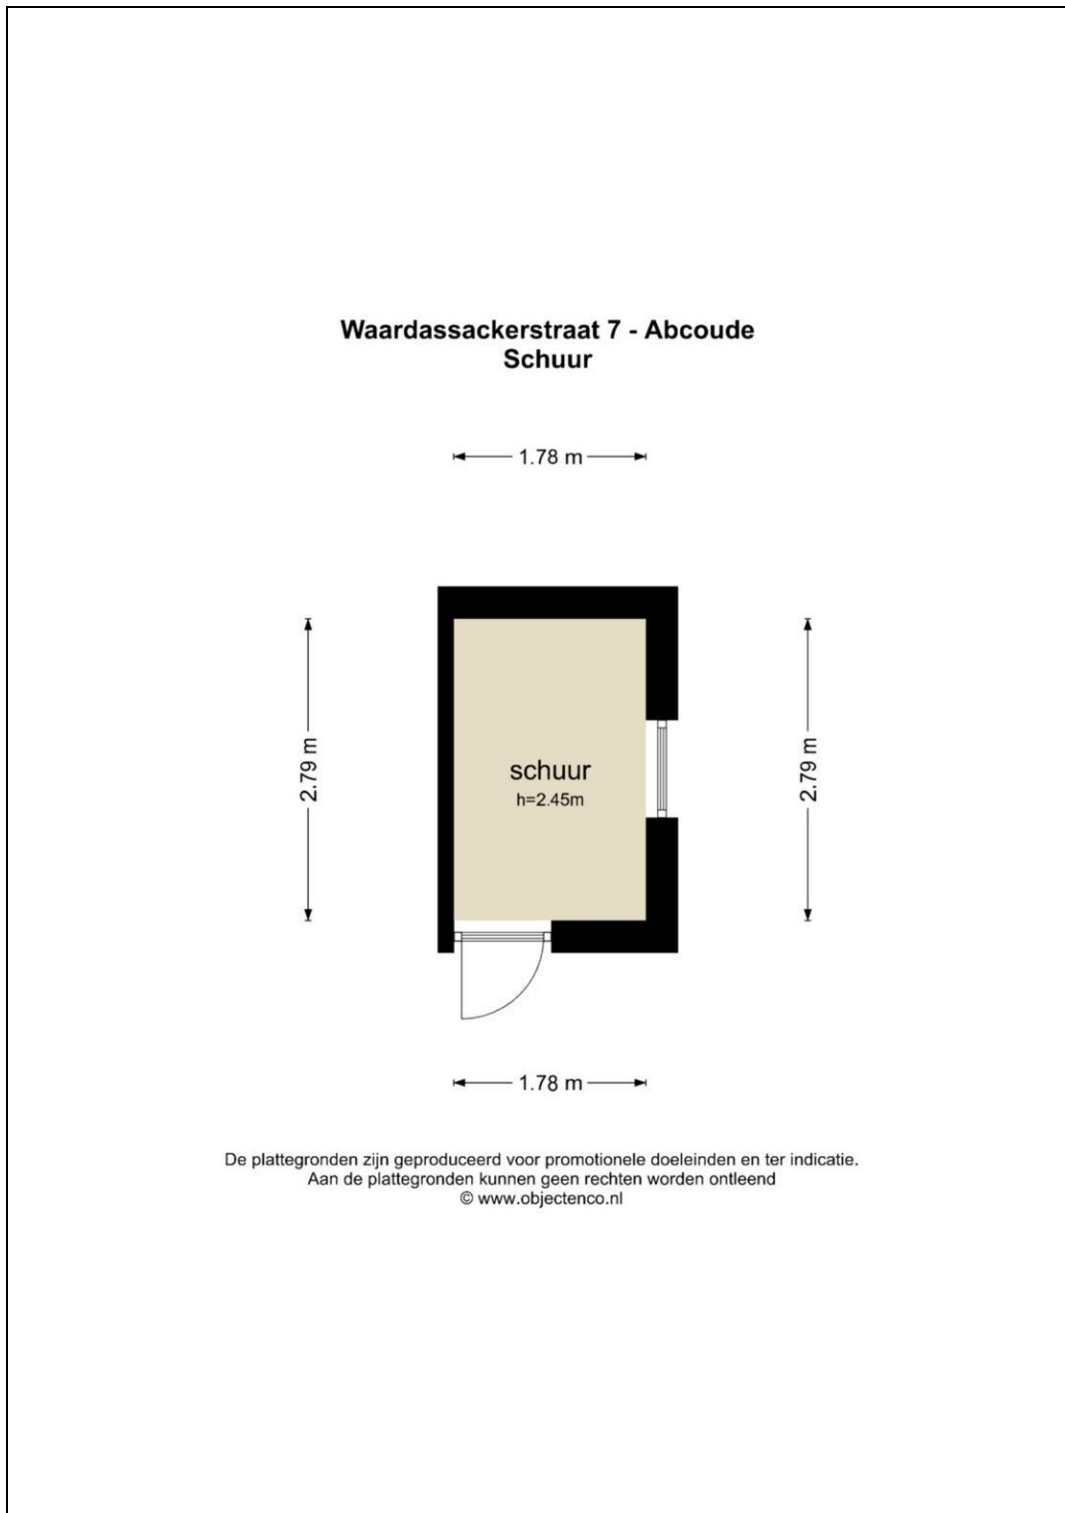 Waardassackerstraat 7 - Abcoude
Schuur
1.78 m
2.79 m
2.79 m
schuur
h=2.45m
1.78 m
De plattegronden zijn geproduceerd voor promotionele doeleinden en ter indicatie.
Aan de plattegronden kunnen geen rechten worden ontleend
© www.objectenco.nl